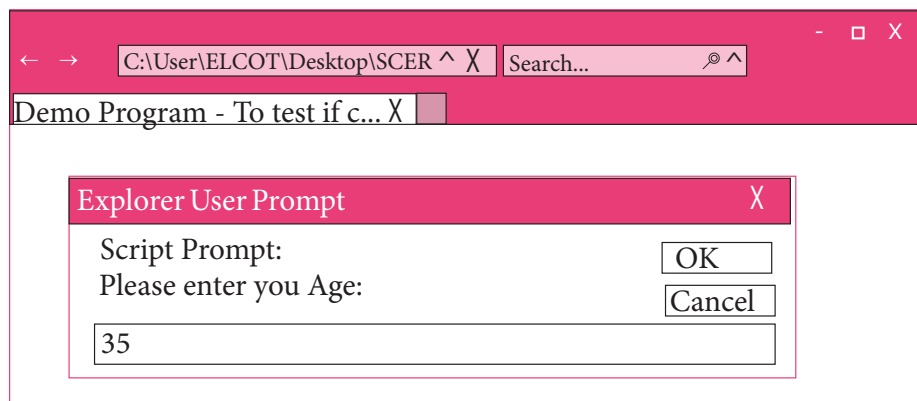 - □ X
← → C:\User\ELCOT\Desktop\SCER ^ X Search... ^
Demo Program - To test if c... X
Explorer User Prompt X
Script Prompt:
OK
Please enter you Age:
Cancel
35